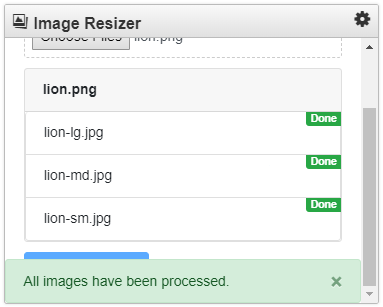 Image Resizer
Choose Files lion.png
lion.png
Done
lion-lg.jpg
Done
lion-md.jpg
Done
lion-sm.jpg
All images have been processed. ×